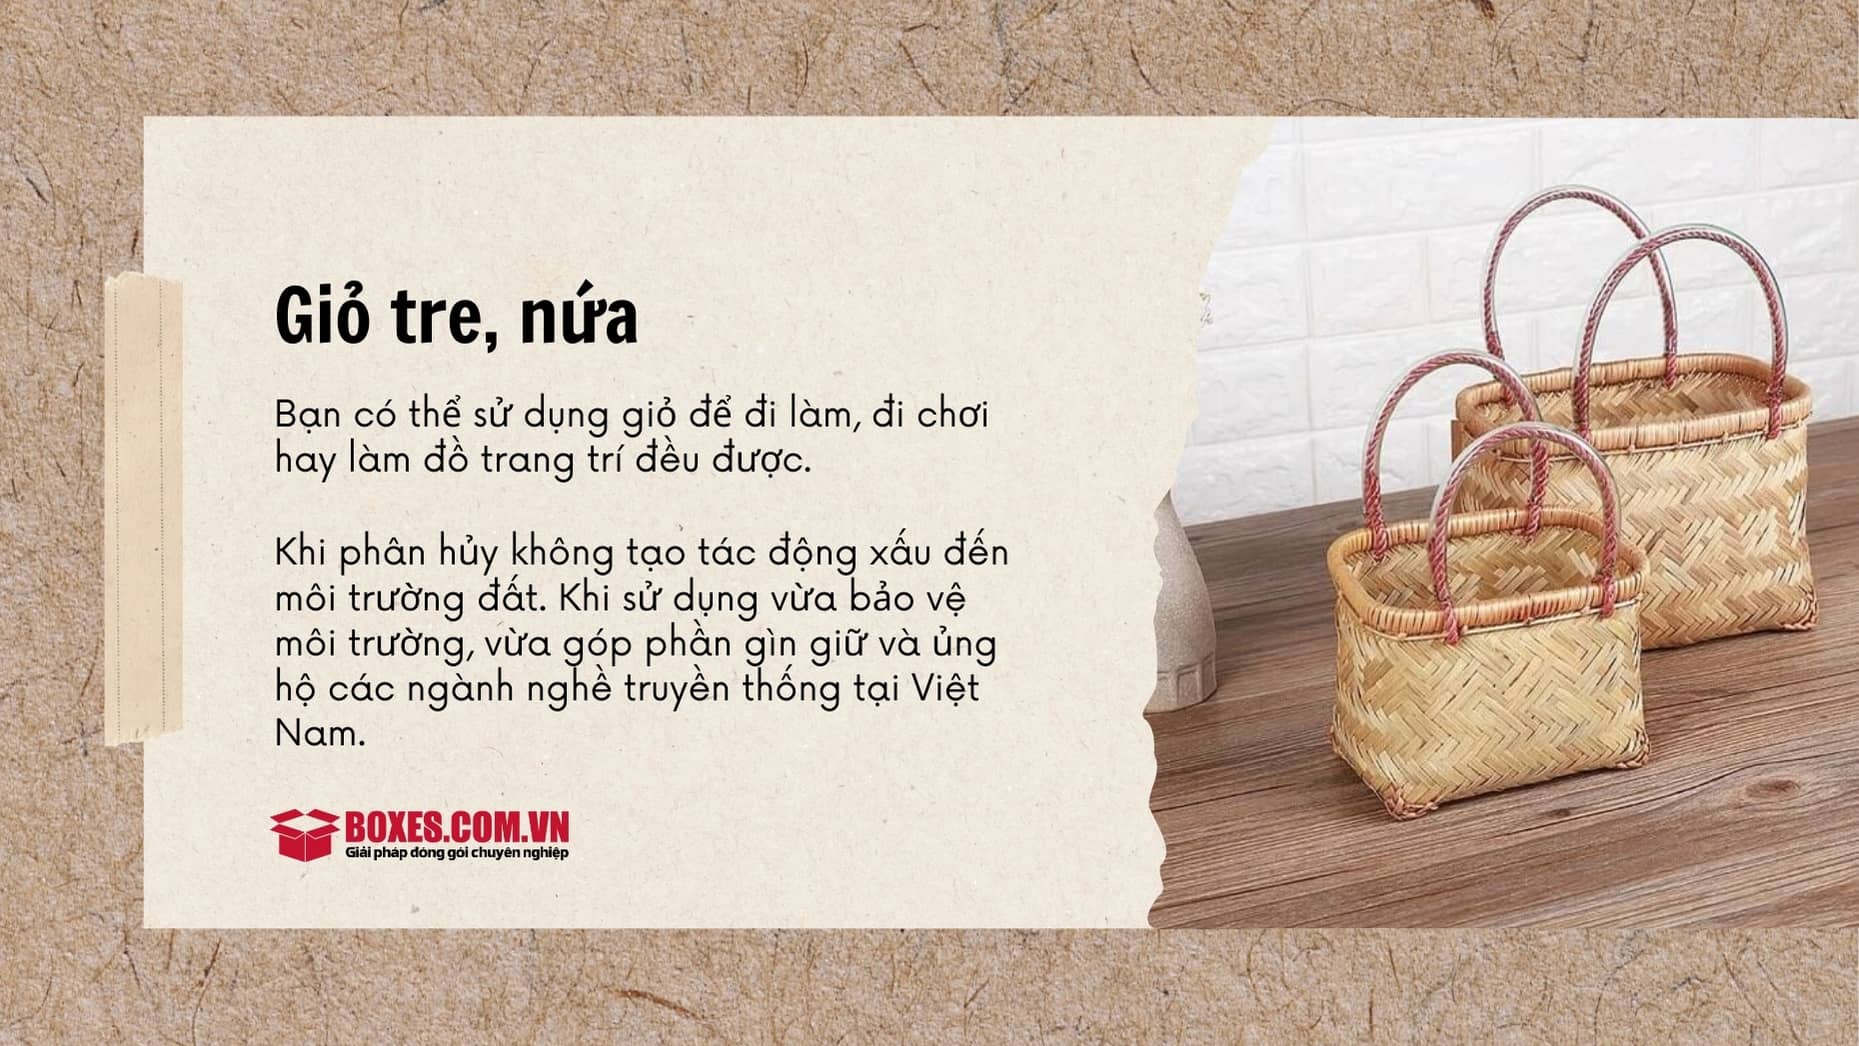 Giỏ tre, nứa
Bạn có thể sử dụng giỏ để đi làm, đi chơi
hay làm đồ trang trí đều được.
Khi phân hủy không tạo tác động xấu đến
môi trường đất. Khi sử dụng vừa bảo vệ
môi trường, vừa góp phần gìn giữ và ủng
hộ các ngành nghề truyền thống tại Việt
Nam.
BOXES.COM.VN
Giải pháp đóng gói chuyên nghiệp